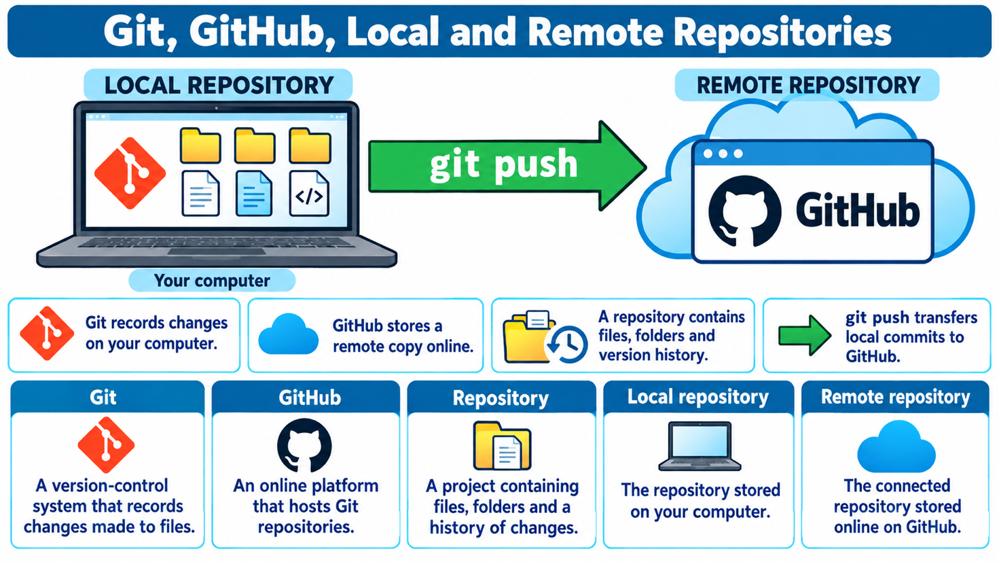 Git, GitHub, Local and Remote Repositories
LOCAL REPOSITORY
REMOTE REPOSITORY
</>
git push
GitHub
Your computer
Git records changes
on your computer.
GitHub stores a
remote copy online.
A repository contains
files, folders and
version history.
git push transfers
local commits to
GitHub.
Git
A version-control
system that records
changes made to files.
GitHub
An online platform
that hosts Git
repositories.
Repository
A project containing
files, folders and a
history of changes.
Local repository
The repository stored
on your computer.
Remote repository
The connected
repository stored
online on GitHub.